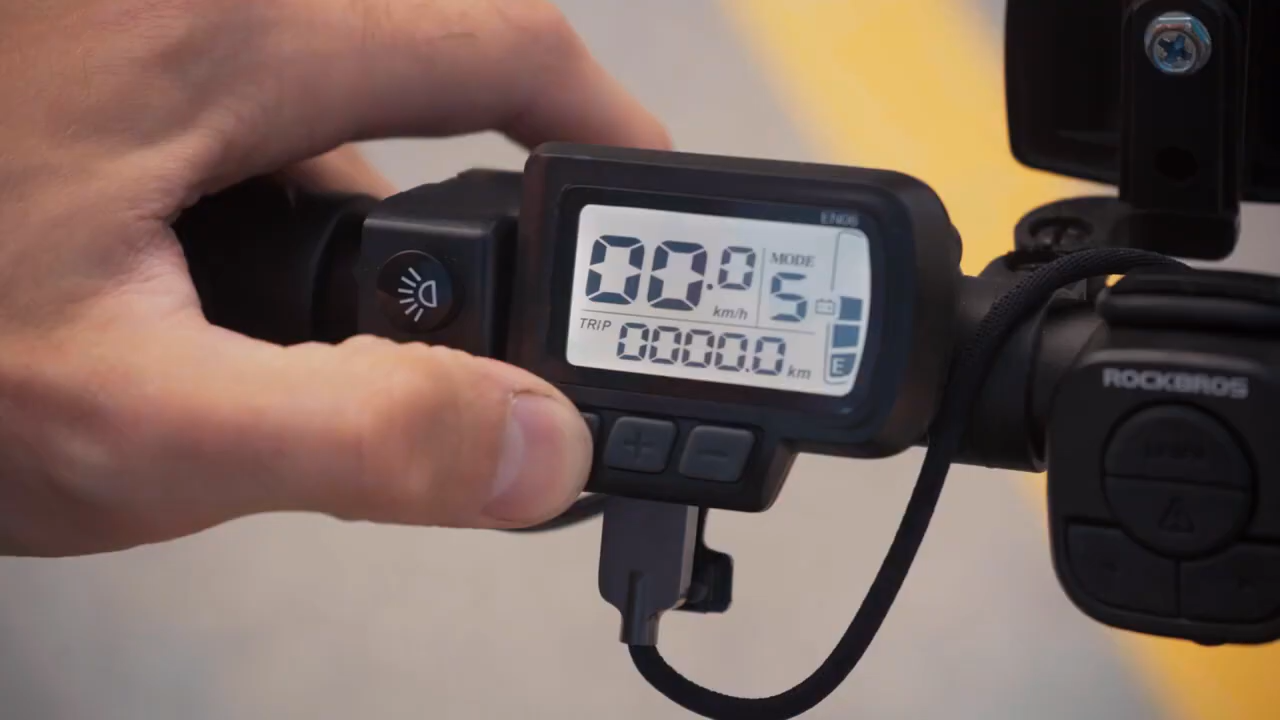 EN06
00.0 km/h
MODE
5
TRIP 0000.0 km
E
+
-
ROCKBROS